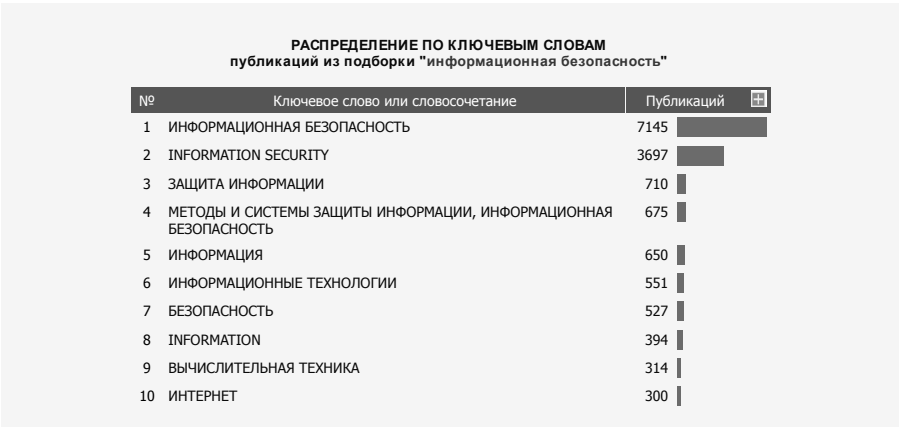 РАСПРЕДЕЛЕНИЕ ПО КЛЮЧЕВЫМ СЛОВАМ
публикаций из подборки "информационная безопасность"
№ Ключевое слово или словосочетание Публикаций
1 ИНФОРМАЦИОННАЯ БЕЗОПАСНОСТЬ 7145
2 INFORMATION SECURITY 3697
3 ЗАЩИТА ИНФОРМАЦИИ 710
4 МЕТОДЫ И СИСТЕМЫ ЗАЩИТЫ ИНФОРМАЦИИ, ИНФОРМАЦИОННАЯ 675
БЕЗОПАСНОСТЬ
5 ИНФОРМАЦИЯ 650
6 ИНФОРМАЦИОННЫЕ ТЕХНОЛОГИИ 551
7 БЕЗОПАСНОСТЬ 527
8 INFORMATION 394
9 ВЫЧИСЛИТЕЛЬНАЯ ТЕХНИКА 314
10 ИНТЕРНЕТ 300